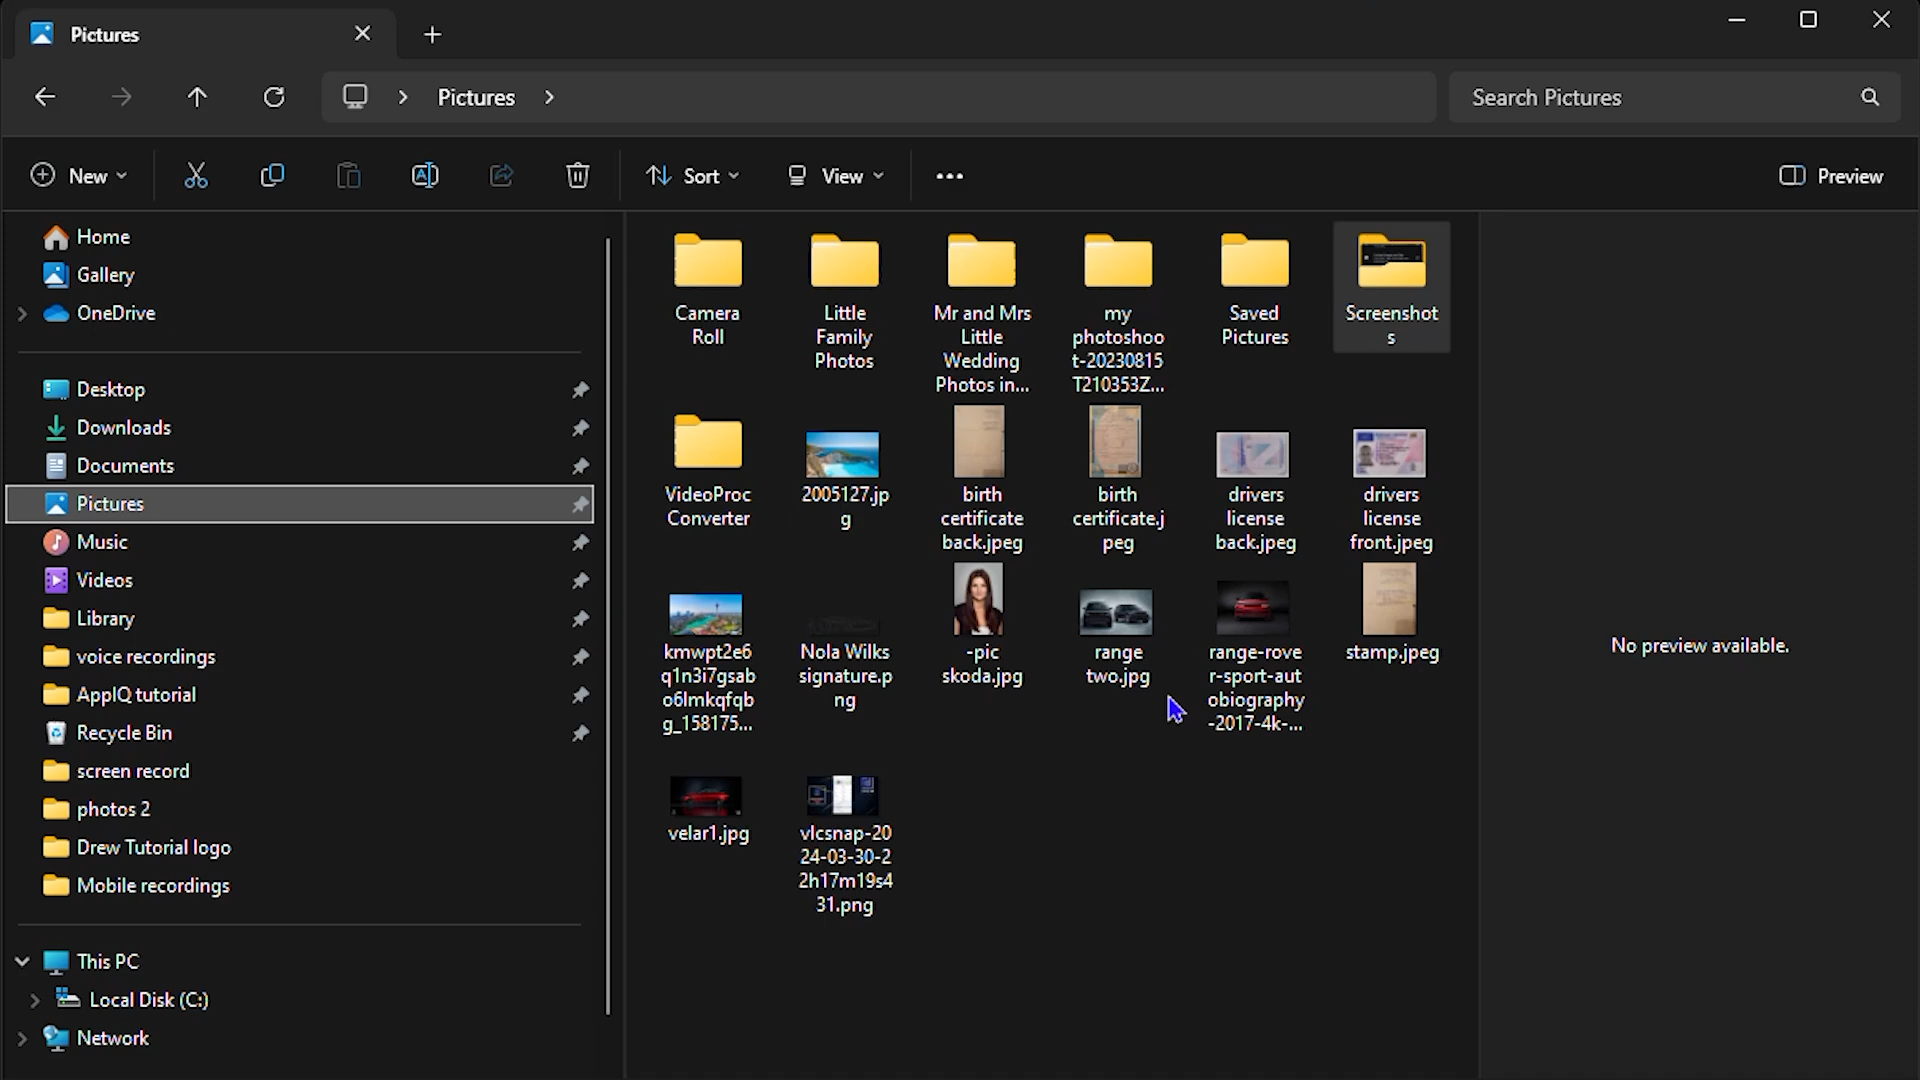 Pictures
Pictures
Search Pictures
New
Sort
View
Preview
Home
Gallery
OneDrive
Desktop
Downloads
Documents
Pictures
Music
Videos
Library
voice recordings
AppIQ tutorial
Recycle Bin
screen record
photos 2
Drew Tutorial logo
Mobile recordings
This PC
Local Disk (C:)
Network
Camera
Roll
Little
Family
Photos
Mr and Mrs
Little
Wedding
Photos in...
my
photoshoo
t-20230815
T210353Z...
Saved
Pictures
Screenshot
s
VideoProc
Converter
2005127.jp
g
birth
certificate
back.jpeg
birth
certificate.j
peg
drivers
license
back.jpeg
drivers
license
front.jpeg
kmwpt2e6
q1n3i7gsab
o6lmkqfqb
g_158175...
Nola Wilks
signature.p
ng
-pic
skoda.jpg
range
two.jpg
range-rove
r-sport-aut
obiography
-2017-4k-...
stamp.jpeg
velar1.jpg
vlcsnap-20
24-03-30-2
2h17m19s4
31.png
No preview available.